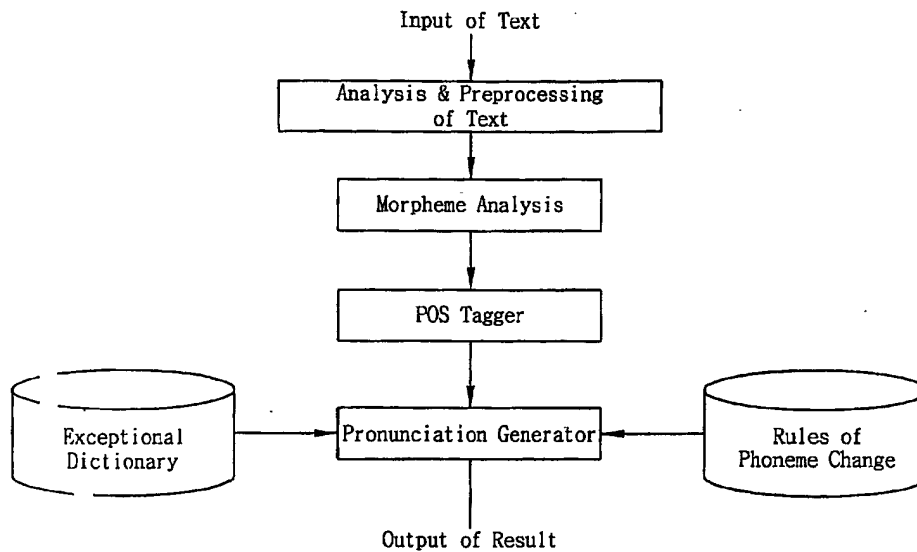 Input of Text
Analysis & Preprocessing
of Text
Morpheme Analysis
POS Tagger
Exceptional
Dictionary
Pronunciation Generator
Rules of
Phoneme Change
Output of Result